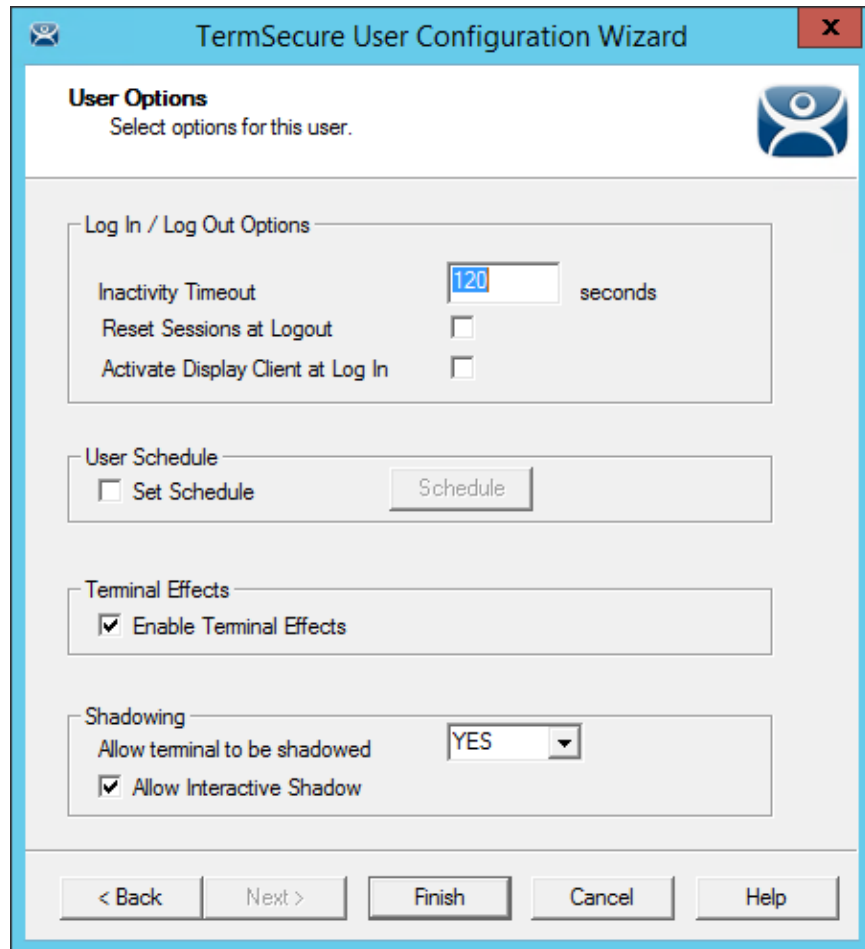 TermSecure User Configuration Wizard
x
User Options
Select options for this user.
Log In / Log Out Options
Inactivity Timeout 120 seconds
Reset Sessions at Logout
Activate Display Client at Log In
User Schedule
Set Schedule Schedule
Terminal Effects
Enable Terminal Effects
Shadowing
Allow terminal to be shadowed YES
Allow Interactive Shadow
< Back Next > Finish Cancel Help